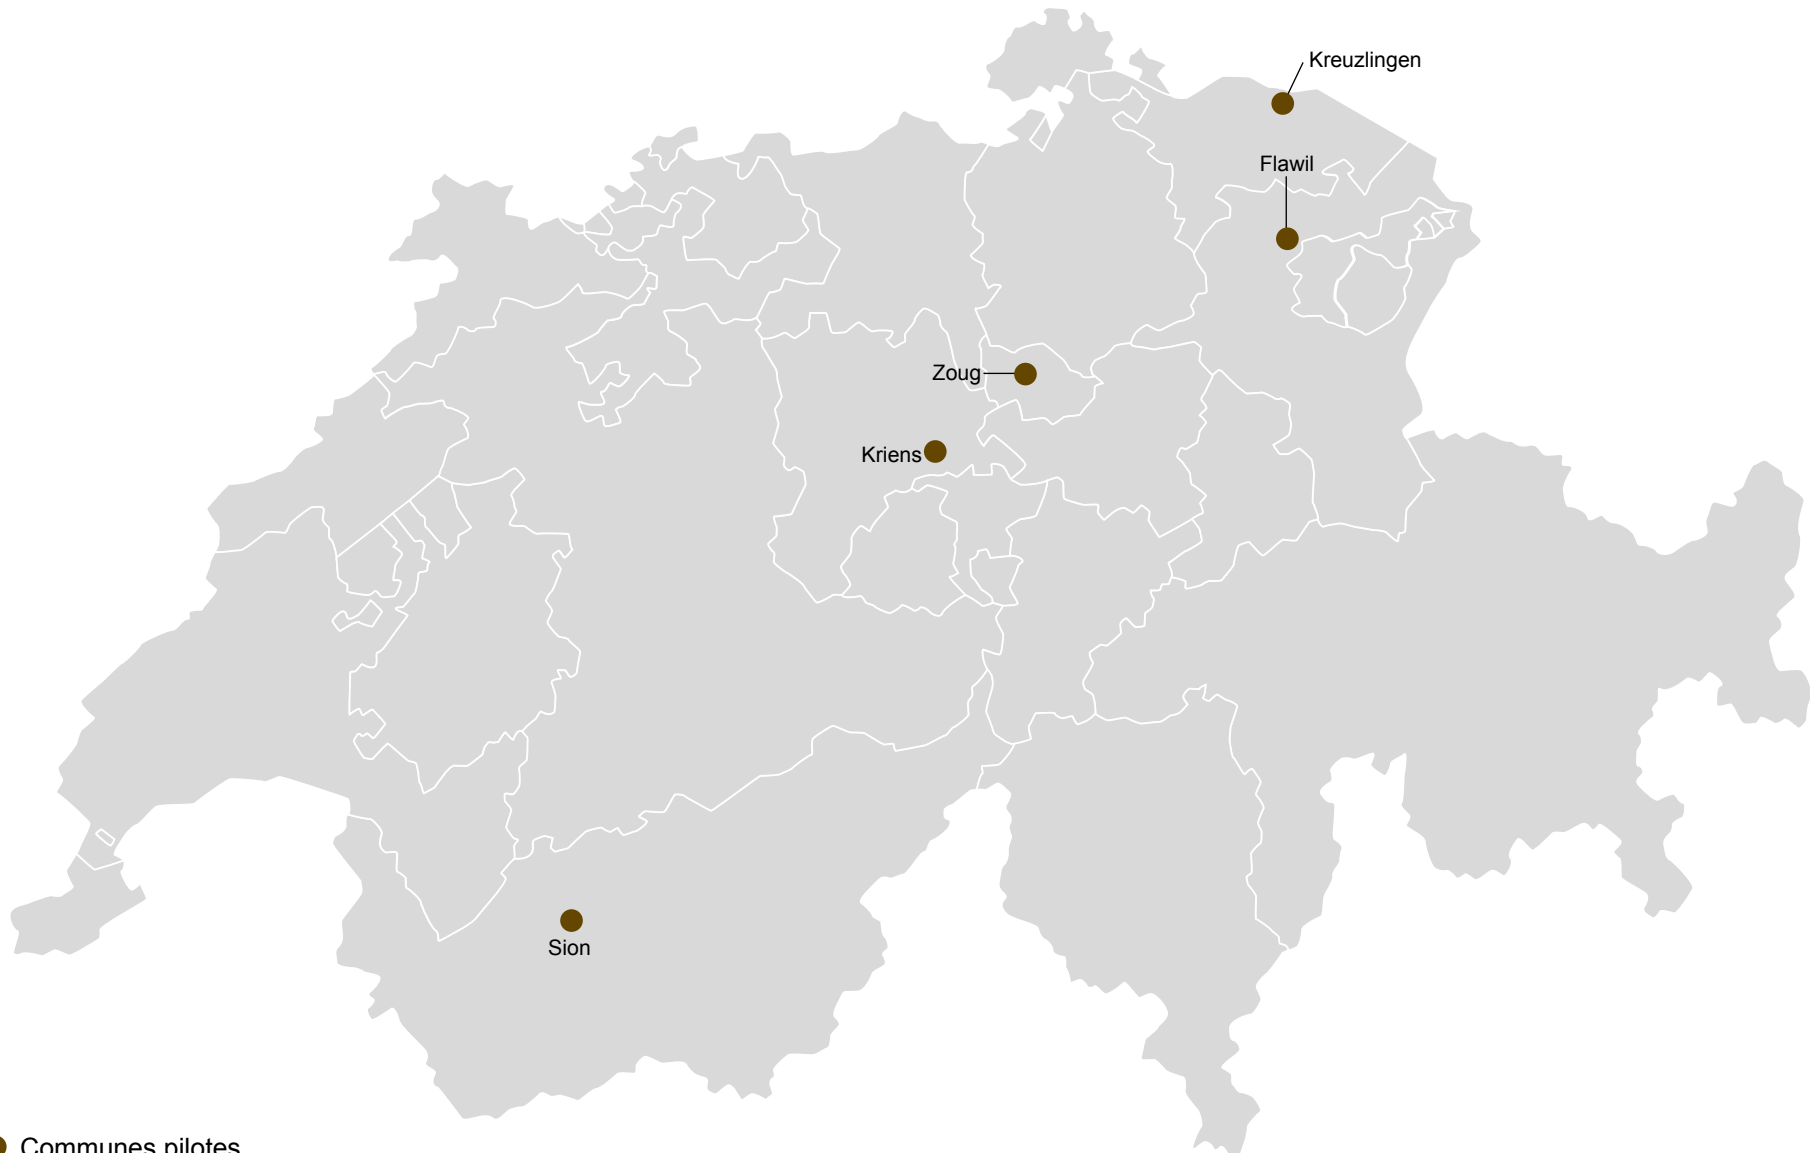 Kreuzlingen
Flawil
Zoug
Kriens
Sion
Communes pilotes